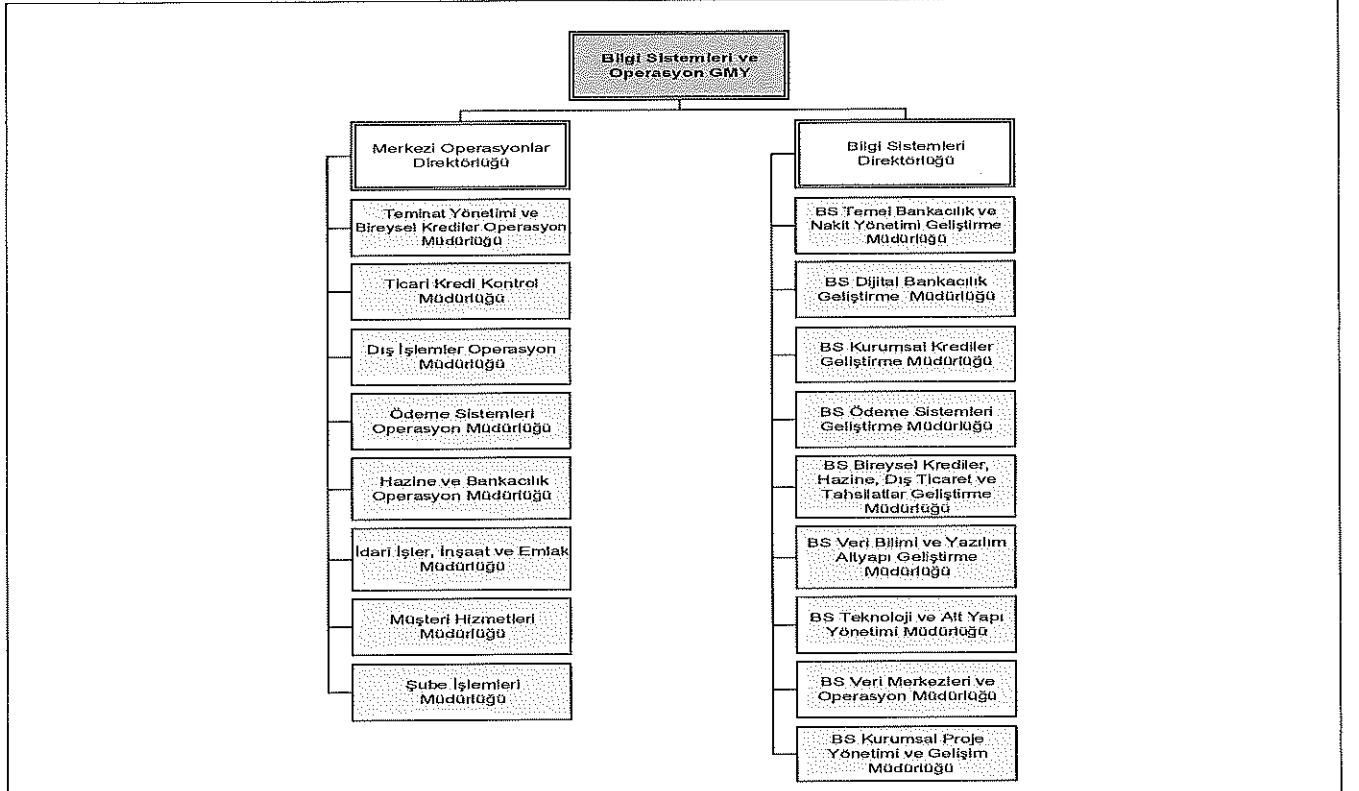 Bilgi Sistemleri ve
Operasyon GMY
Merkezi Operasyonlar
Direktörlüğü
Teminat Yönetimi ve
Bireysel Krediler Operasyon
Müdürlüğü
Ticari Kredi Kontrol
Müdürlüğü
Dış İşlemler Operasyon
Müdürlüğü
Ödeme Sistemleri
Operasyon Müdürlüğü
Hazine ve Bankacılık
Operasyon Müdürlüğü
İdari İşler, İnşaat ve Emlak
Müdürlüğü
Müşteri Hizmetleri
Müdürlüğü
Şube İşlemleri
Müdürlüğü
Bilgi Sistemleri
Direktörlüğü
BS Temel Bankacılık ve
Nakit Yönetimi Geliştirme
Müdürlüğü
BS Dijital Bankacılık
Geliştirme Müdürlüğü
BS Kurumsal Krediler
Geliştirme Müdürlüğü
BS Ödeme Sistemleri
Geliştirme Müdürlüğü
BS Bireysel Krediler,
Hazine, Dış Ticaret ve
Tahsilatlar Geliştirme
Müdürlüğü
BS Veri Bilimi ve Yazılım
Altyapı Geliştirme
Müdürlüğü
BS Teknoloji ve Alt Yapı
Yönetimi Müdürlüğü
BS Veri Merkezleri ve
Operasyon Müdürlüğü
BS Kurumsal Proje
Yönetimi ve Gelişim
Müdürlüğü